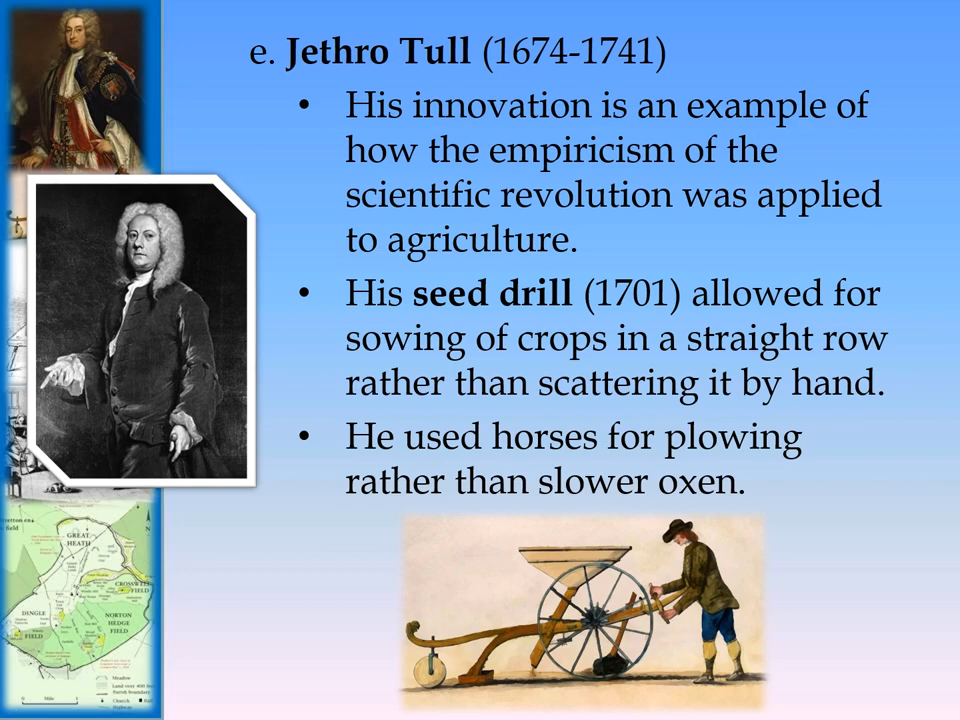 e. Jethro Tull (1674-1741)
• His innovation is an example of
how the empiricism of the
scientific revolution was applied
to agriculture.
• His seed drill (1701) allowed for
sowing of crops in a straight row
rather than scattering it by hand.
• He used horses for plowing
rather than slower oxen.
GREAT
HEATH
DINGLE
FIELD
NORTON
HEDGE
FIELD
N
Meadow
Parish boundary
Church
0 Mile 1